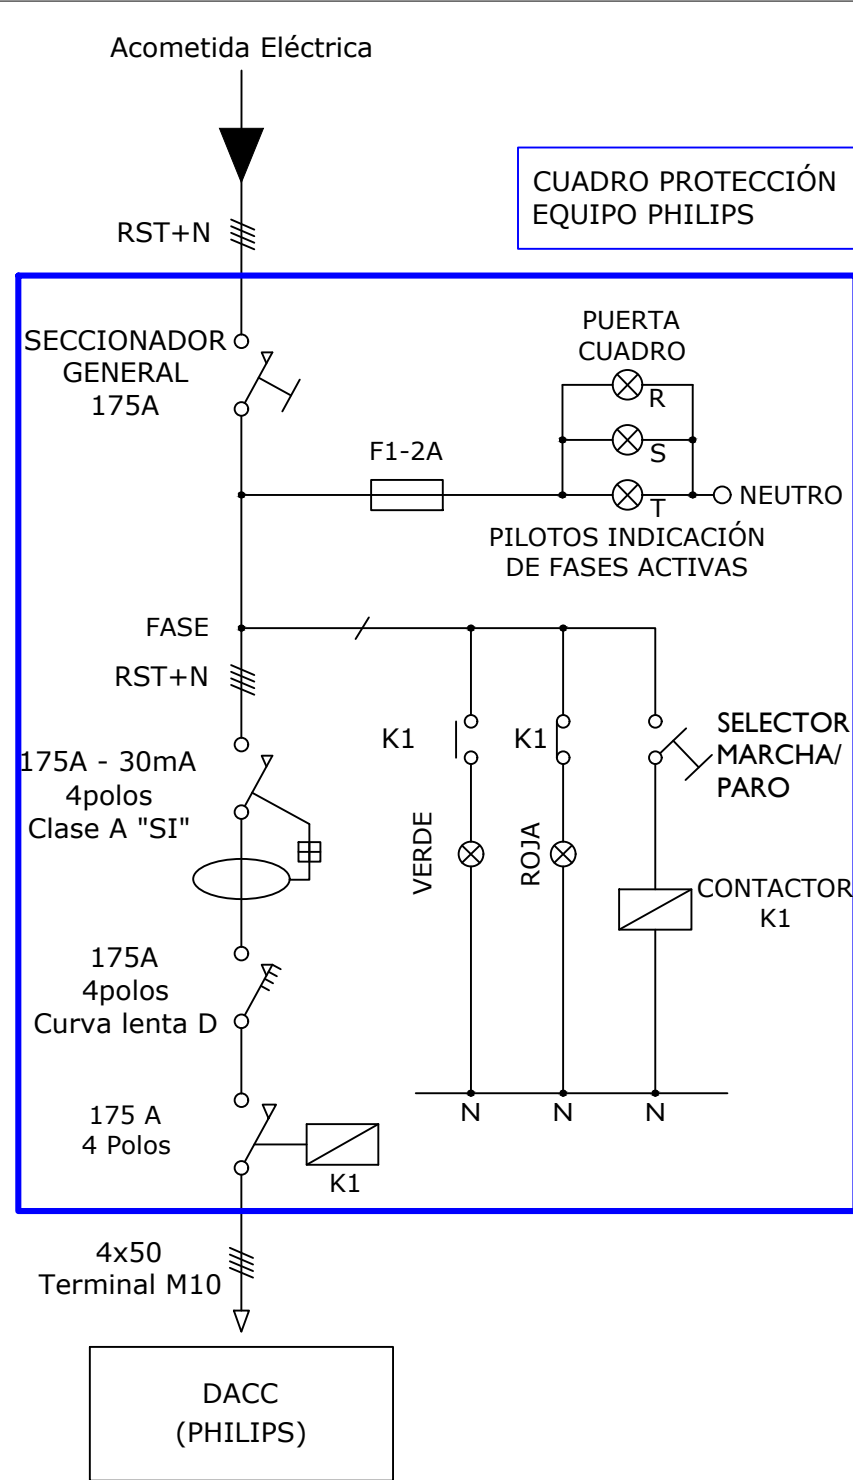 Acometida Eléctrica
CUADRO PROTECCIÓN
EQUIPO PHILIPS
RST+N
SECCIONADOR
GENERAL
175A
PUERTA
CUADRO
R
S
T
F1-2A
NEUTRO
PILOTOS INDICACIÓN
DE FASES ACTIVAS
FASE
RST+N
K1
K1
SELECTOR
MARCHA/
PARO
175A - 30mA
4polos
Clase A "SI"
VERDE
ROJA
CONTACTOR
K1
175A
4polos
Curva lenta D
175 A
4 Polos
K1
N
N
N
4x50
Terminal M10
DACC
(PHILIPS)